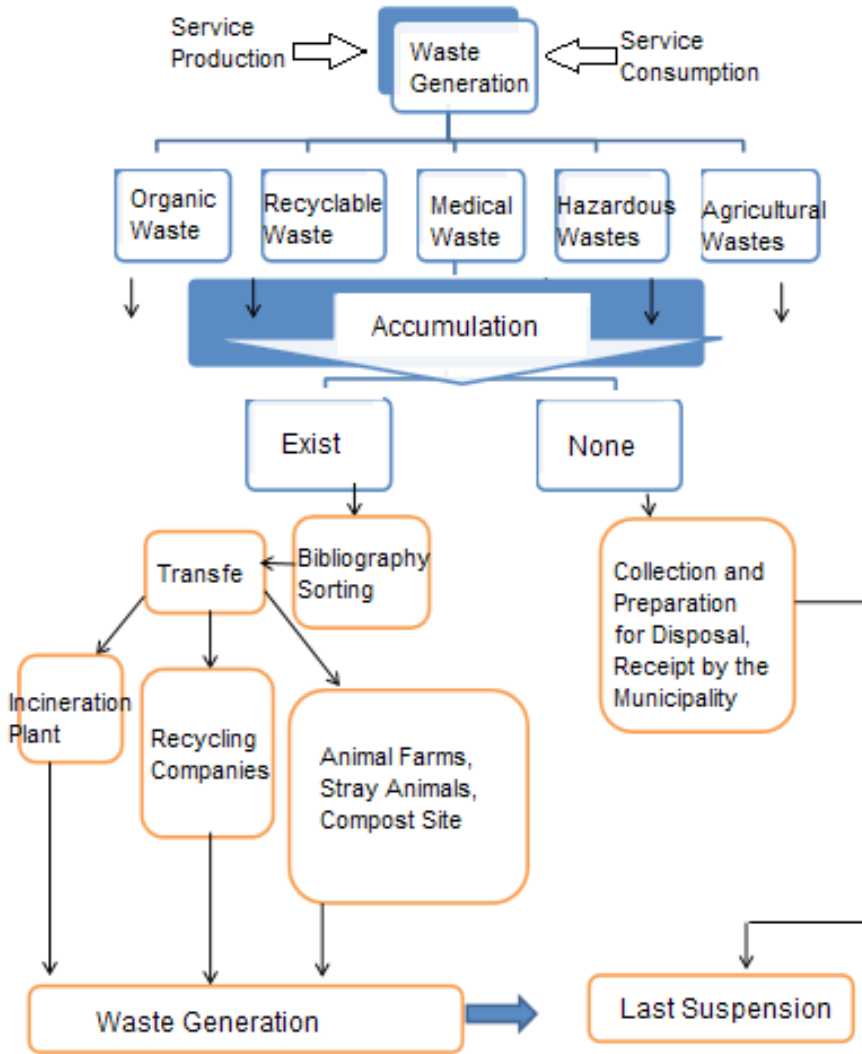 Service
Production
Waste
Generation
Service
Consumption
Organic
Waste
Recyclable
Waste
Medical
Waste
Hazardous
Wastes
Agricultural
Wastes
Accumulation
Exist
None
Bibliography
Sorting
Transfe
Collection and
Preparation
for Disposal,
Receipt by the
Municipality
Incineration
Plant
Recycling
Companies
Animal Farms,
Stray Animals,
Compost Site
Waste Generation
Last Suspension